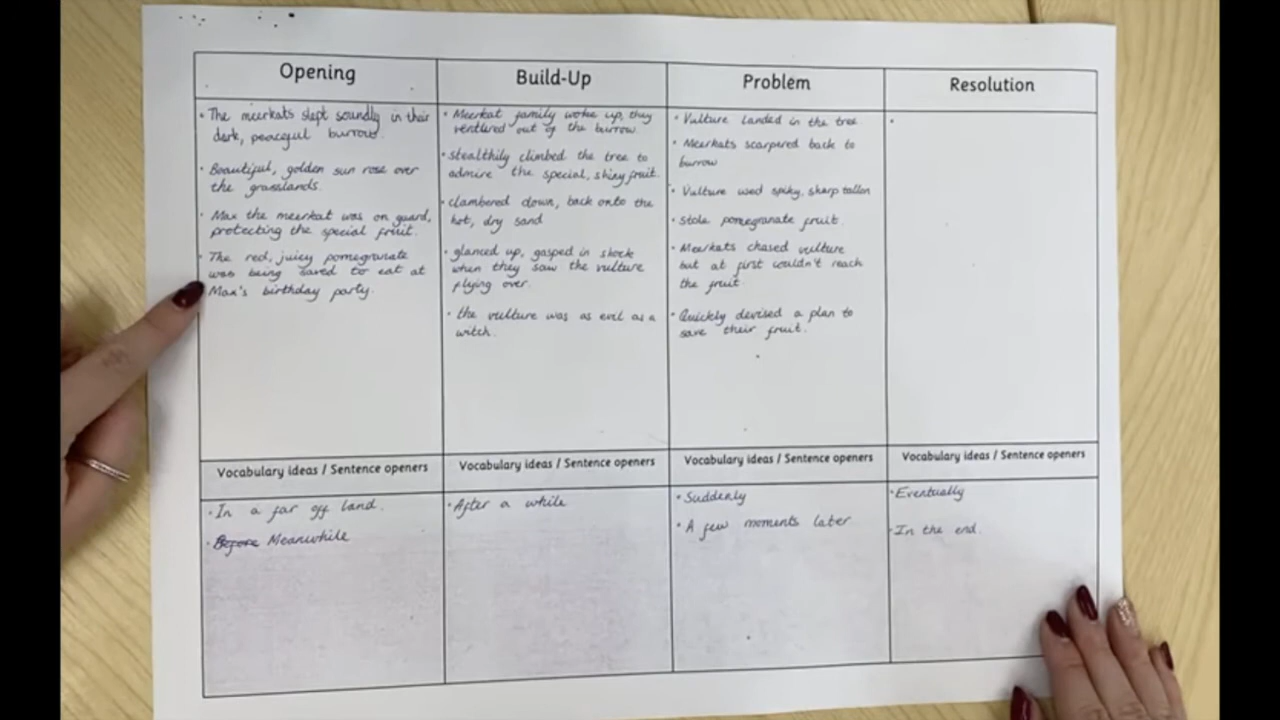 Opening
• The meerkats slept soundly in their
dark, peaceful burrow.
• Beautiful, golden sun rose over
the grasslands.
• Max the meerkat was on guard,
protecting the special fruit.
• The red, juicy pomegranate
was being saved to eat at
Max's birthday party.
Build-Up
• Meerkat family woke up, they
ventured out of the burrow.
• stealthily climbed the tree to
admire the special, shiny fruit.
• clambered down, back onto the
hot, dry sand
• glanced up, gasped in shock
when they saw the vulture
flying over.
• the vulture was as evil as a
witch.
Problem
• Vulture landed in the tree
• Meerkats scarpered back to
burrow
• Vulture used spiky, sharp tallon
• Stole pomegranate fruit.
• Meerkats chased vulture
but at first couldn't reach
the fruit.
• Quickly devised a plan to
save their fruit.
Resolution
•
Vocabulary ideas / Sentence openers
• In a far off land.
• Before Meanwhile
Vocabulary ideas / Sentence openers
• After a while
Vocabulary ideas / Sentence openers
• Suddenly
• A few moments later
Vocabulary ideas / Sentence openers
• Eventually
• In the end.